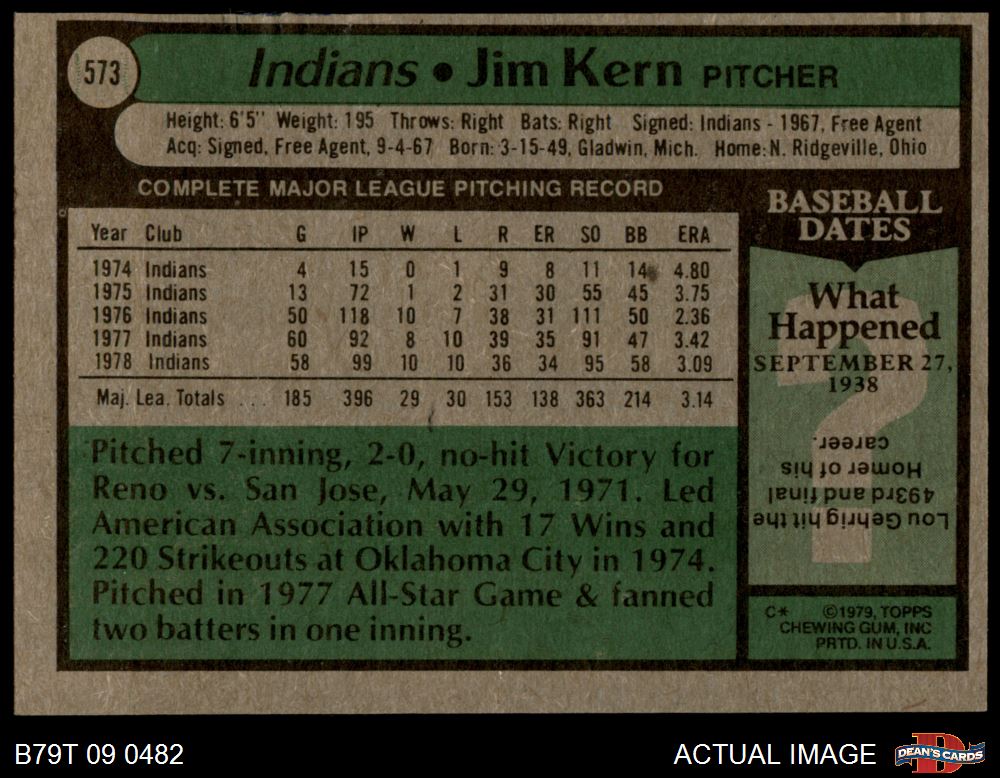 573
Indians • Jim Kern PITCHER
Height: 6'5" Weight: 195 Throws: Right Bats: Right Signed: Indians - 1967, Free Agent
Acq: Signed, Free Agent, 9-4-67 Born: 3-15-49, Gladwin, Mich. Home: N. Ridgeville, Ohio
COMPLETE MAJOR LEAGUE PITCHING RECORD
Year Club G IP W L R ER SO BB ERA
1974 Indians 4 15 0 1 9 8 11 14 4.80
1975 Indians 13 72 1 2 31 30 55 45 3.75
1976 Indians 50 118 10 7 38 31 111 50 2.36
1977 Indians 60 92 8 10 39 35 91 47 3.42
1978 Indians 58 99 10 10 36 34 95 58 3.09
Maj. Lea. Totals ... 185 396 29 30 153 138 363 214 3.14
Pitched 7-inning, 2-0, no-hit Victory for
Reno vs. San Jose, May 29, 1971. Led
American Association with 17 Wins and
220 Strikeouts at Oklahoma City in 1974.
Pitched in 1977 All-Star Game & fanned
two batters in one inning.
BASEBALL
DATES
What
Happened
SEPTEMBER 27,
1938
Lou Gehrig hit the
493rd and final
Homer of his
career.
C* ©1979, TOPPS
CHEWING GUM, INC
PRTD. IN U.S.A.
B79T 09 0482
ACTUAL IMAGE
DEAN'S CARDS